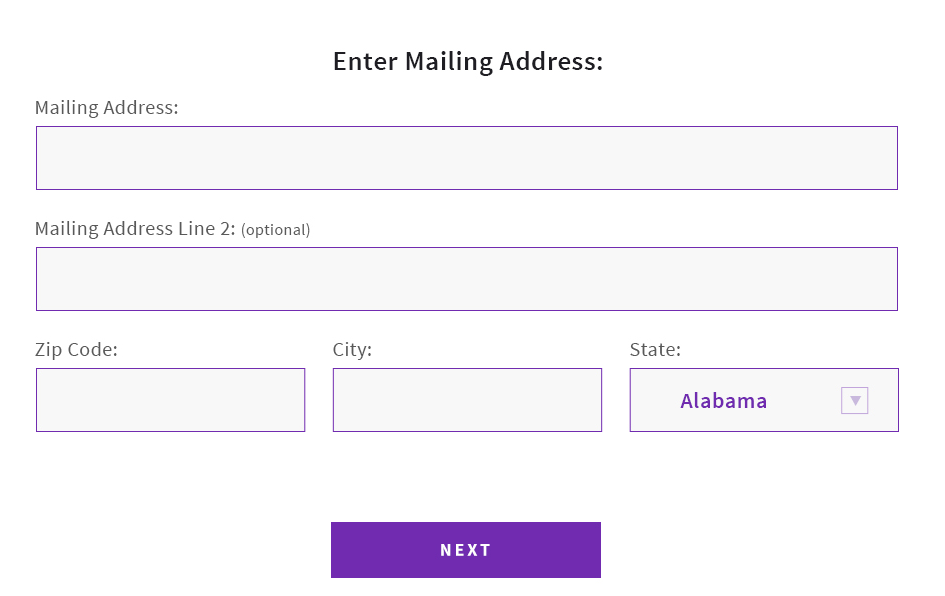 Enter Mailing Address:
Mailing Address:
Mailing Address Line 2: (optional)
Zip Code: City: State:
Alabama
NEXT